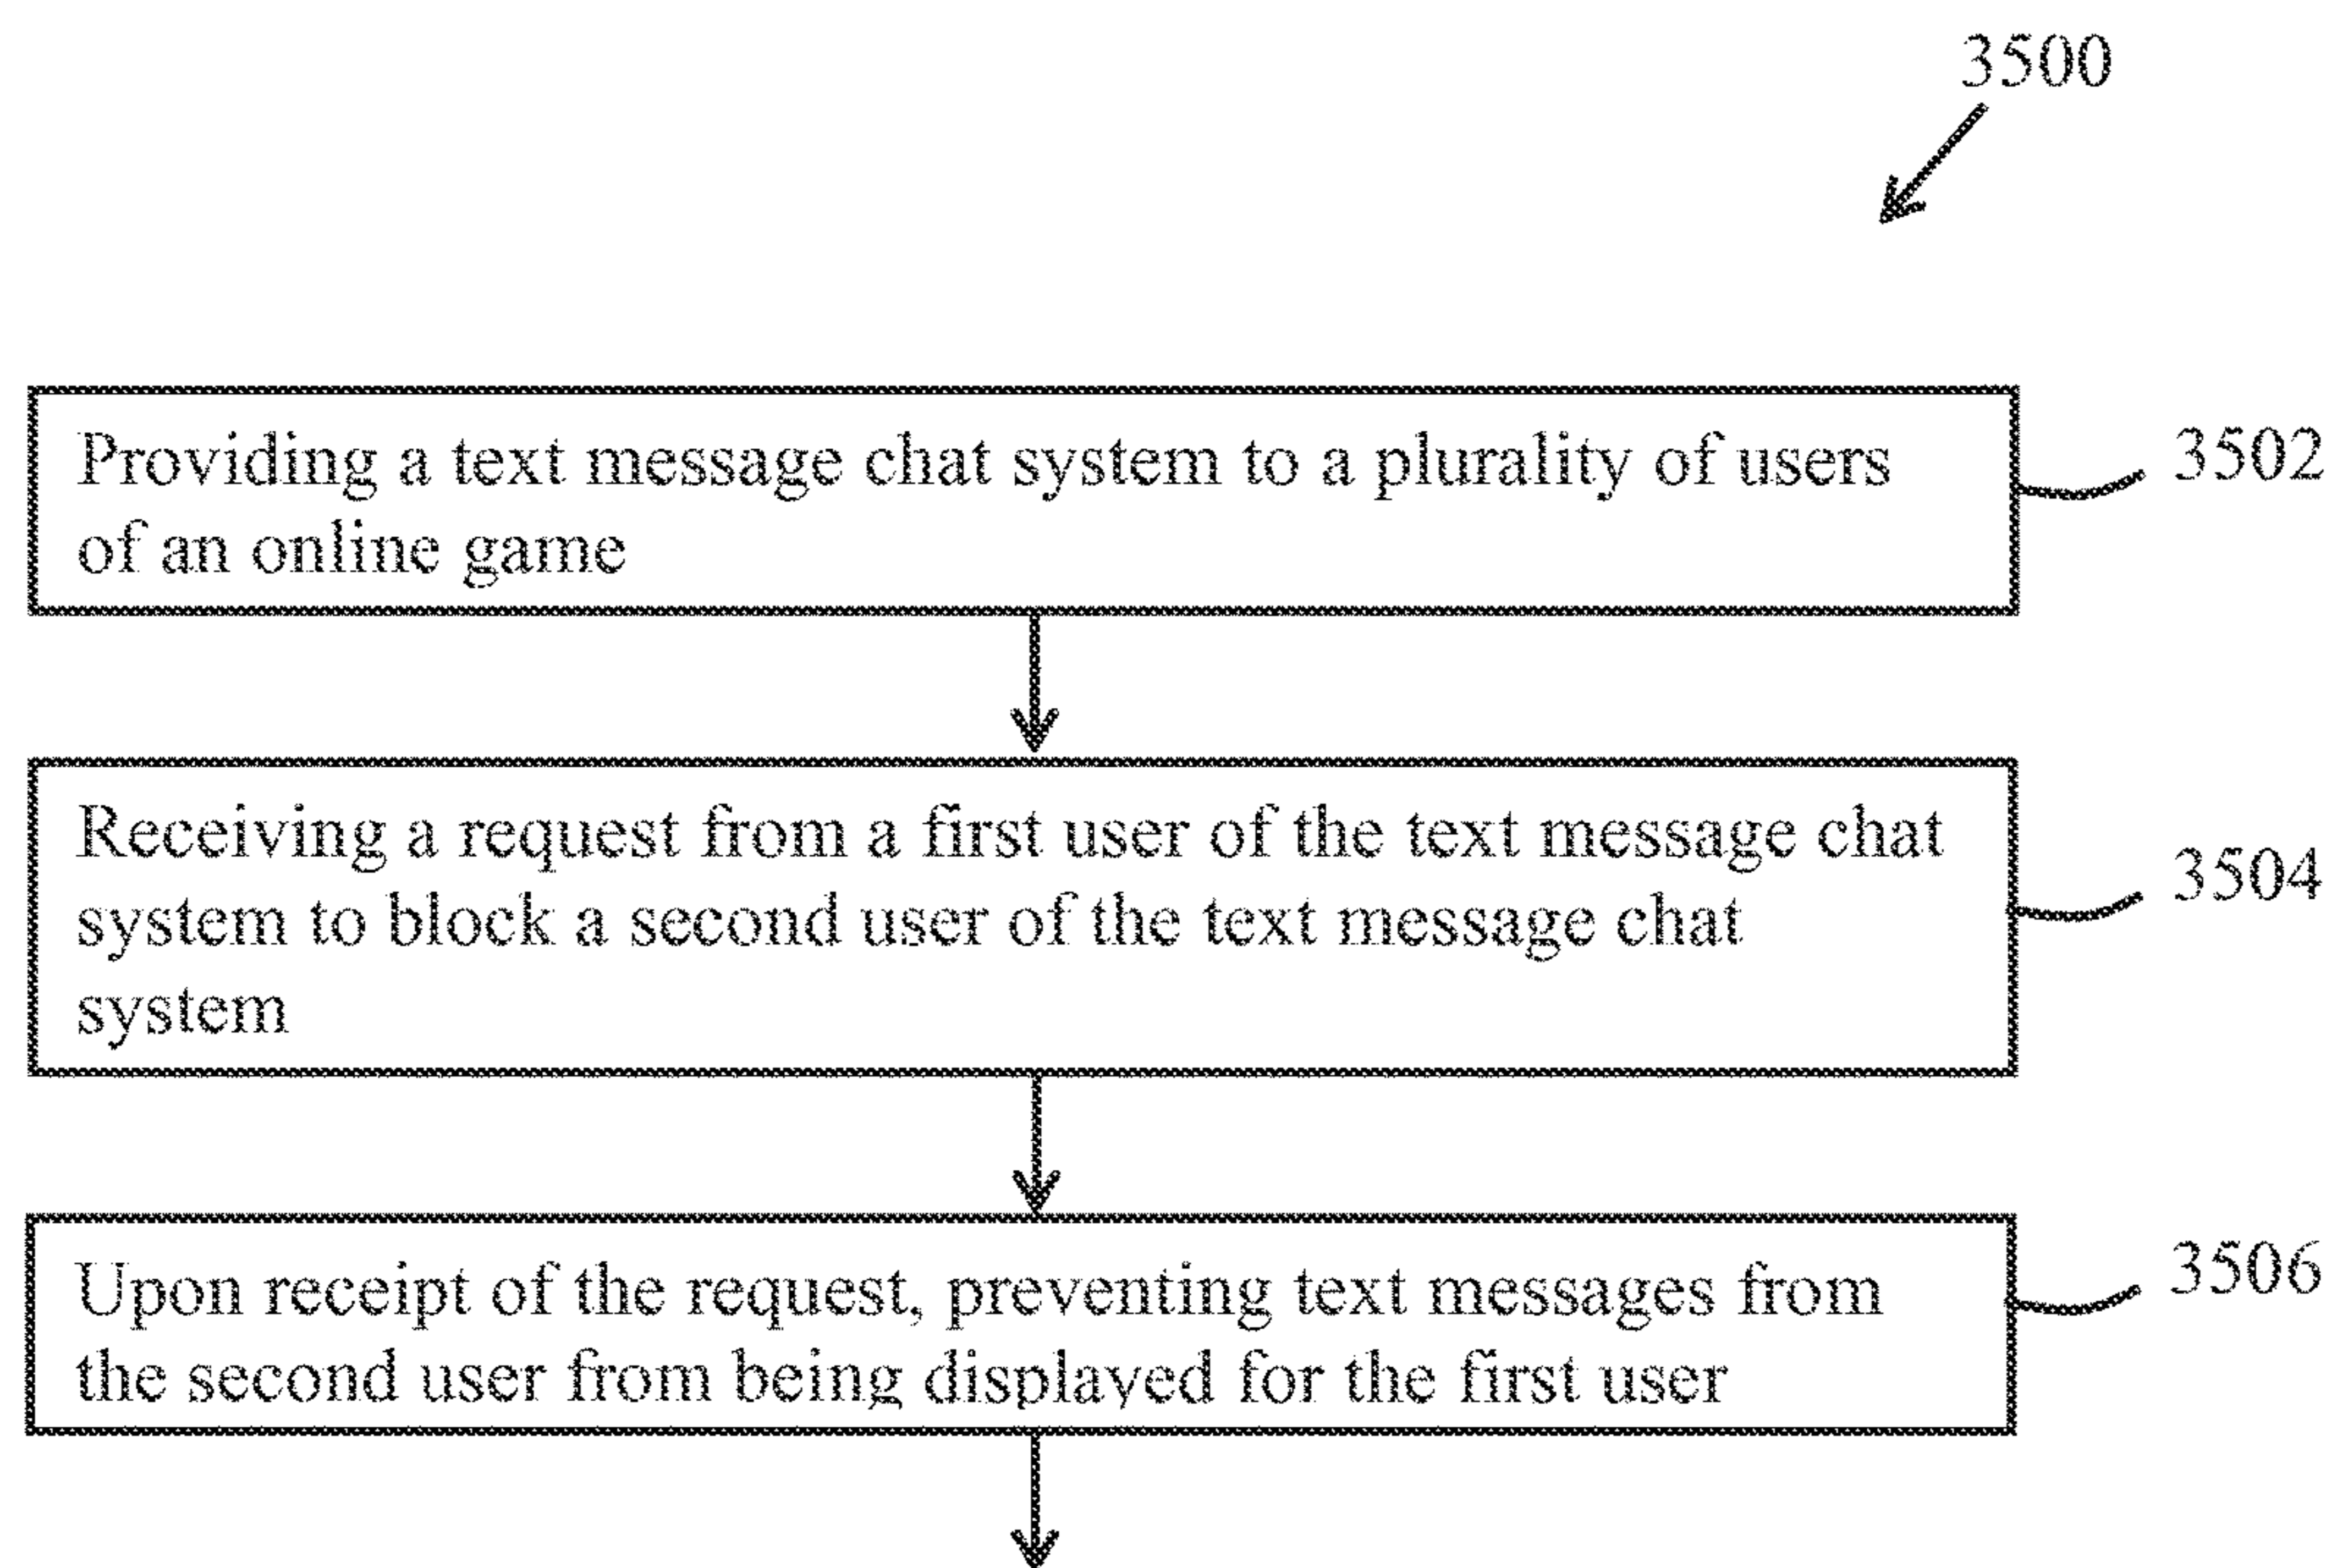 3500
Providing a text message chat system to a plurality of users
of an online game
3502
Receiving a request from a first user of the text message chat
system to block a second user of the text message chat
system
3504
Upon receipt of the request, preventing text messages from
the second user from being displayed for the first user
3506